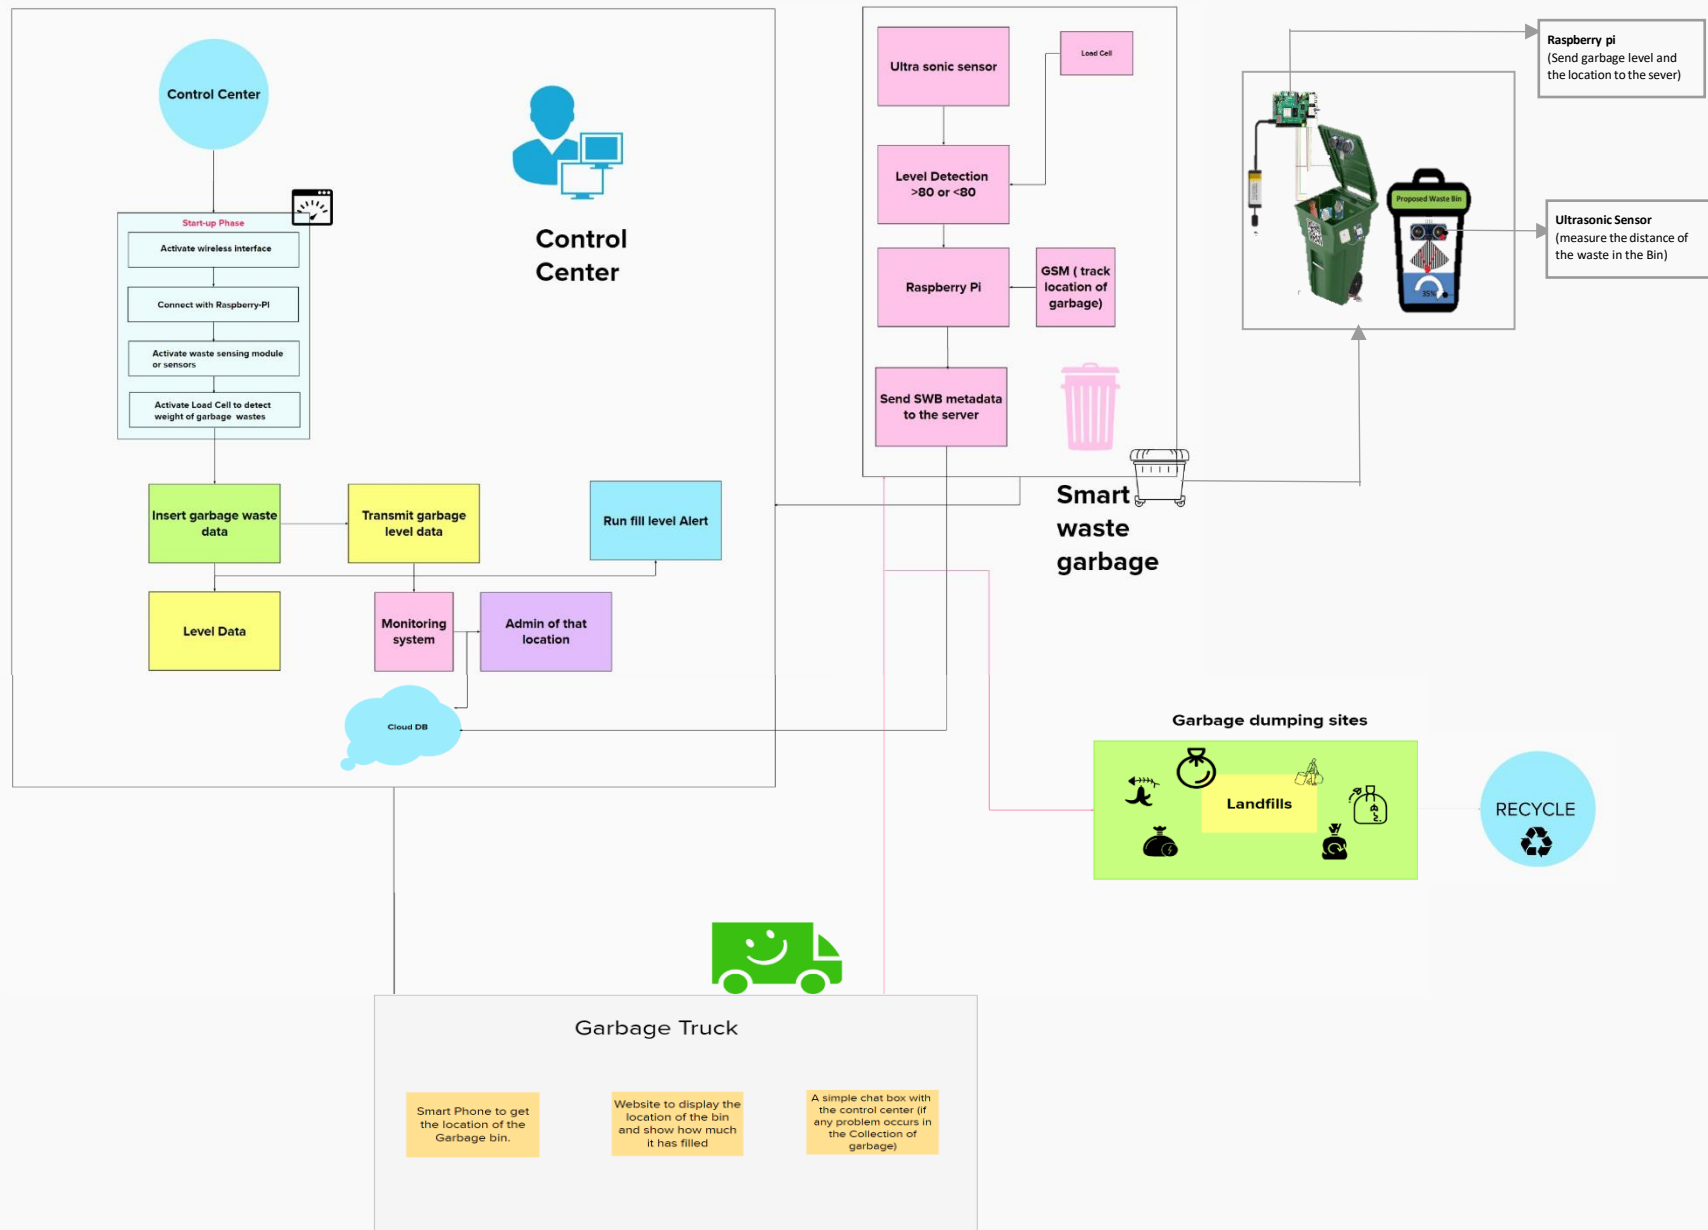 Control Center
Start-up Phase
Activate wireless interface
Connect with Raspberry-PI
Activate waste sensing module
or sensors
Activate Load Cell to detect
weight of garbage wastes
Control
Center
Insert garbage waste
data
Transmit garbage
level data
Run fill level Alert
Level Data
Monitoring
system
Admin of that
location
Cloud DB
Ultra sonic sensor
Load Cell
Level Detection
>80 or <80
Raspberry Pi
GSM ( track
location of
garbage)
Send SWB metadata
to the server
Smart
waste
garbage
Raspberry pi
(Send garbage level and
the location to the sever)
Proposed Waste Bin
35%
Ultrasonic Sensor
(measure the distance of
the waste in the Bin)
Garbage dumping sites
Landfills
RECYCLE
Garbage Truck
Smart Phone to get
the location of the
Garbage bin.
Website to display the
location of the bin
and show how much
it has filled
A simple chat box with
the control center (if
any problem occurs in
the Collection of
garbage)